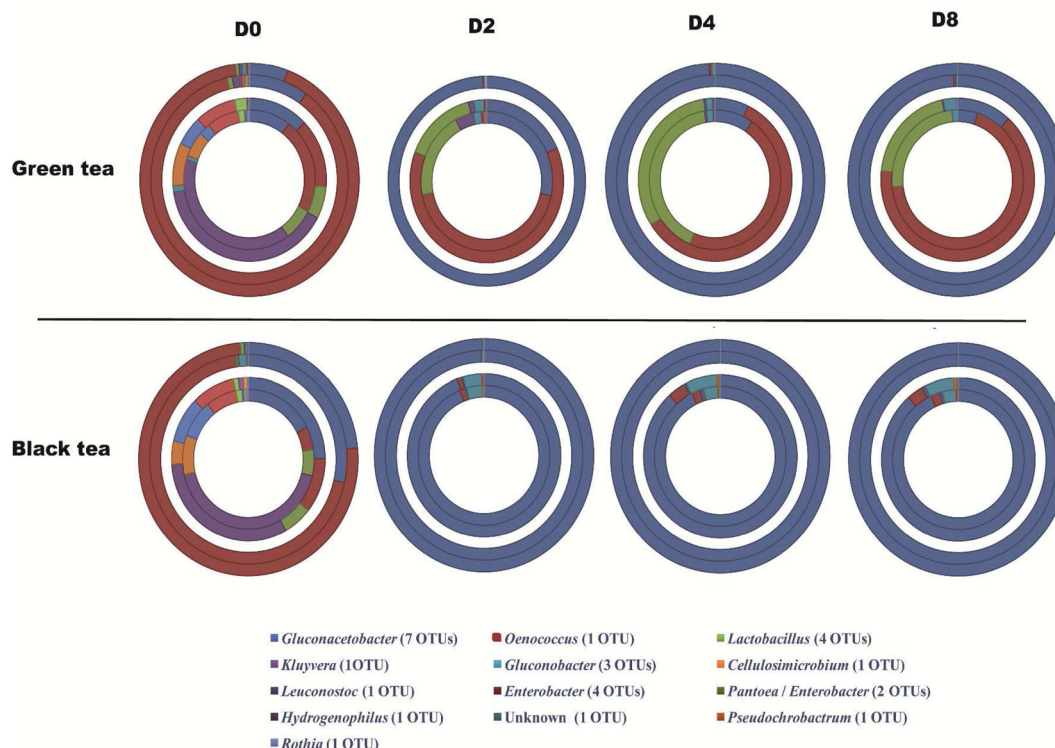 D0 D2 D4 D8
Green tea
Black tea
Gluconacetobacter (7 OTUs) Oenococcus (1 OTU) Lactobacillus (4 OTUs)
Kluyvera (1OTU) Gluconobacter (3 OTUs) Cellulosimicrobium (1 OTU)
Leuconostoc (1 OTU) Enterobacter (4 OTUs) Pantoea / Enterobacter (2 OTUs)
Hydrogenophilus (1 OTU) Unknown (1 OTU) Pseudochrobactrum (1 OTU)
Rothia (1 OTU)